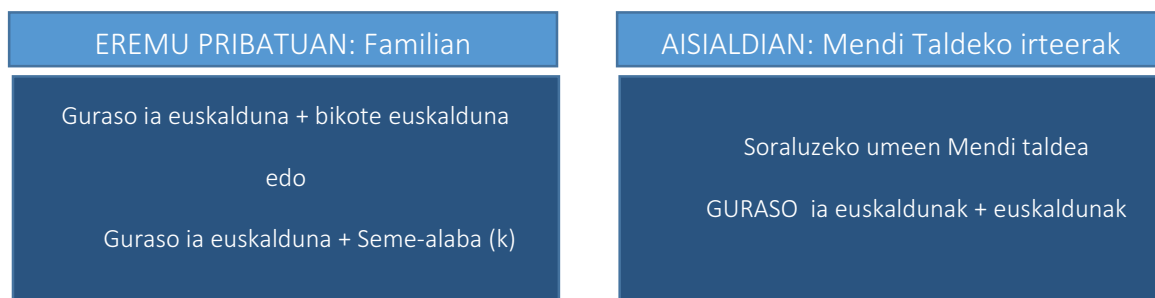 EREMU PRIBATUAN: Familian
Guraso ia euskalduna + bikote euskalduna
edo
Guraso ia euskalduna + Seme-alaba (k)
AISIALDIAN: Mendi Taldeko irteerak
Soraluzeko umeen Mendi taldea
GURASO ia euskaldunak + euskaldunak